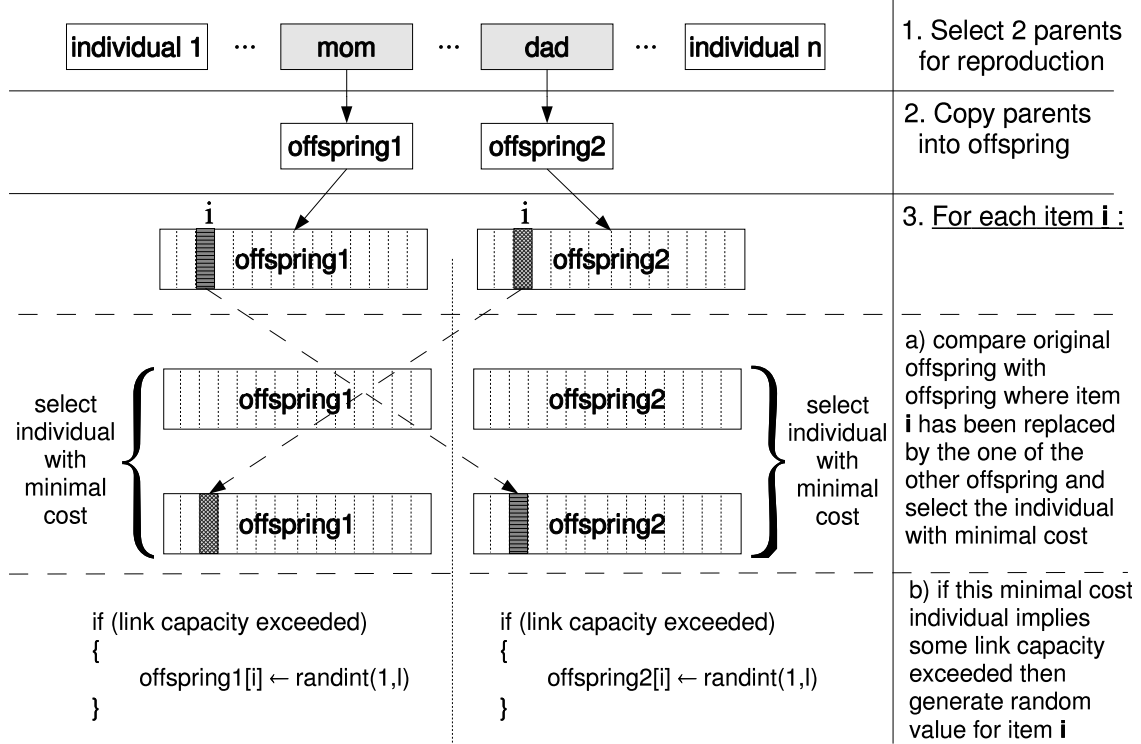 individual 1 ... mom ... dad ... individual n
1. Select 2 parents
for reproduction
offspring1 offspring2
2. Copy parents
into offspring
i i
offspring1 offspring2
3. For each item i :
select
individual
with
minimal
cost
offspring1 offspring2
offspring1 offspring2
select
individual
with
minimal
cost
a) compare original
offspring with
offspring where item
i has been replaced
by the one of the
other offspring and
select the individual
with minimal cost
if (link capacity exceeded)
{
offspring1[i] ← randint(1,l)
}
if (link capacity exceeded)
{
offspring2[i] ← randint(1,l)
}
b) if this minimal cost
individual implies
some link capacity
exceeded then
generate random
value for item i